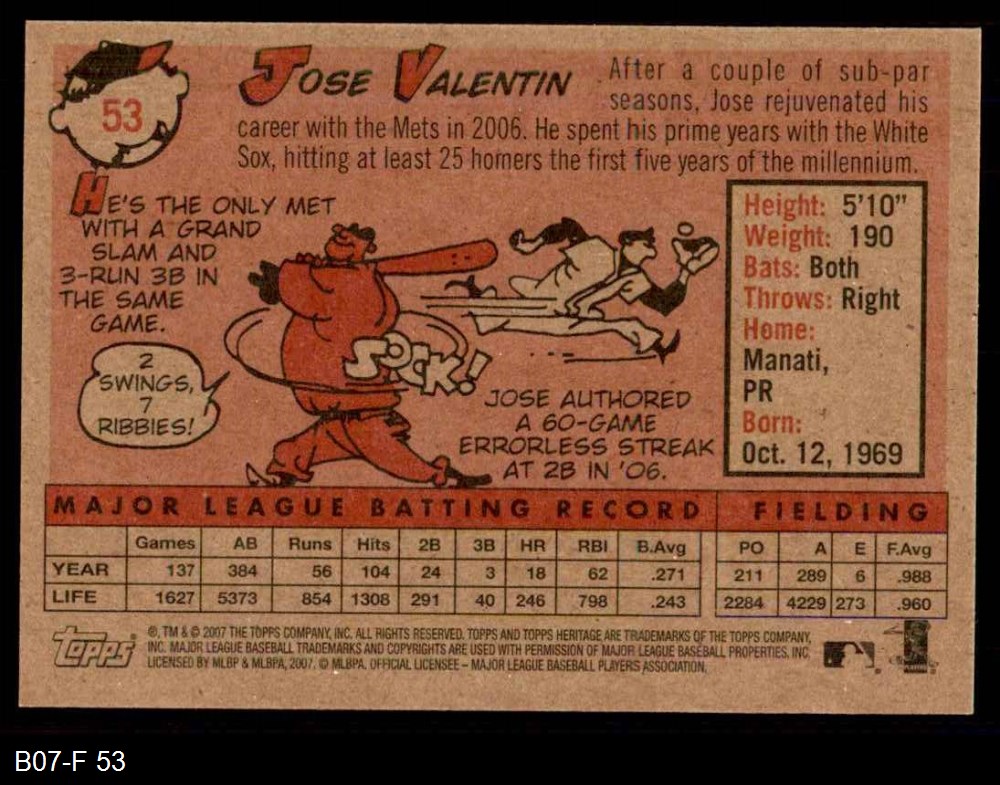 53
JOSE VALENTIN
After a couple of sub-par
seasons, Jose rejuvenated his
career with the Mets in 2006. He spent his prime years with the White
Sox, hitting at least 25 homers the first five years of the millennium.
HE'S THE ONLY MET
WITH A GRAND
SLAM AND
3-RUN 3B IN
THE SAME
GAME.
2
SWINGS,
7
RIBBIES!
SOCK!
JOSE AUTHORED
A 60-GAME
ERRORLESS STREAK
AT 2B IN '06.
Height: 5'10"
Weight: 190
Bats: Both
Throws: Right
Home:
Manati,
PR
Born:
Oct. 12, 1969
MAJOR LEAGUE BATTING RECORD FIELDING
Games AB Runs Hits 2B 3B HR RBI B.Avg PO A E F.Avg
YEAR 137 384 56 104 24 3 18 62 .271 211 289 6 .988
LIFE 1627 5373 854 1308 291 40 246 798 .243 2284 4229 273 .960
Topps
®, TM & © 2007 THE TOPPS COMPANY, INC. ALL RIGHTS RESERVED. TOPPS AND TOPPS HERITAGE ARE TRADEMARKS OF THE TOPPS COMPANY,
INC. MAJOR LEAGUE BASEBALL TRADEMARKS AND COPYRIGHTS ARE USED WITH PERMISSION OF MAJOR LEAGUE BASEBALL PROPERTIES, INC.
LICENSED BY MLBP & MLBPA, 2007. © MLBPA. OFFICIAL LICENSEE – MAJOR LEAGUE BASEBALL PLAYERS ASSOCIATION.
B07-F 53